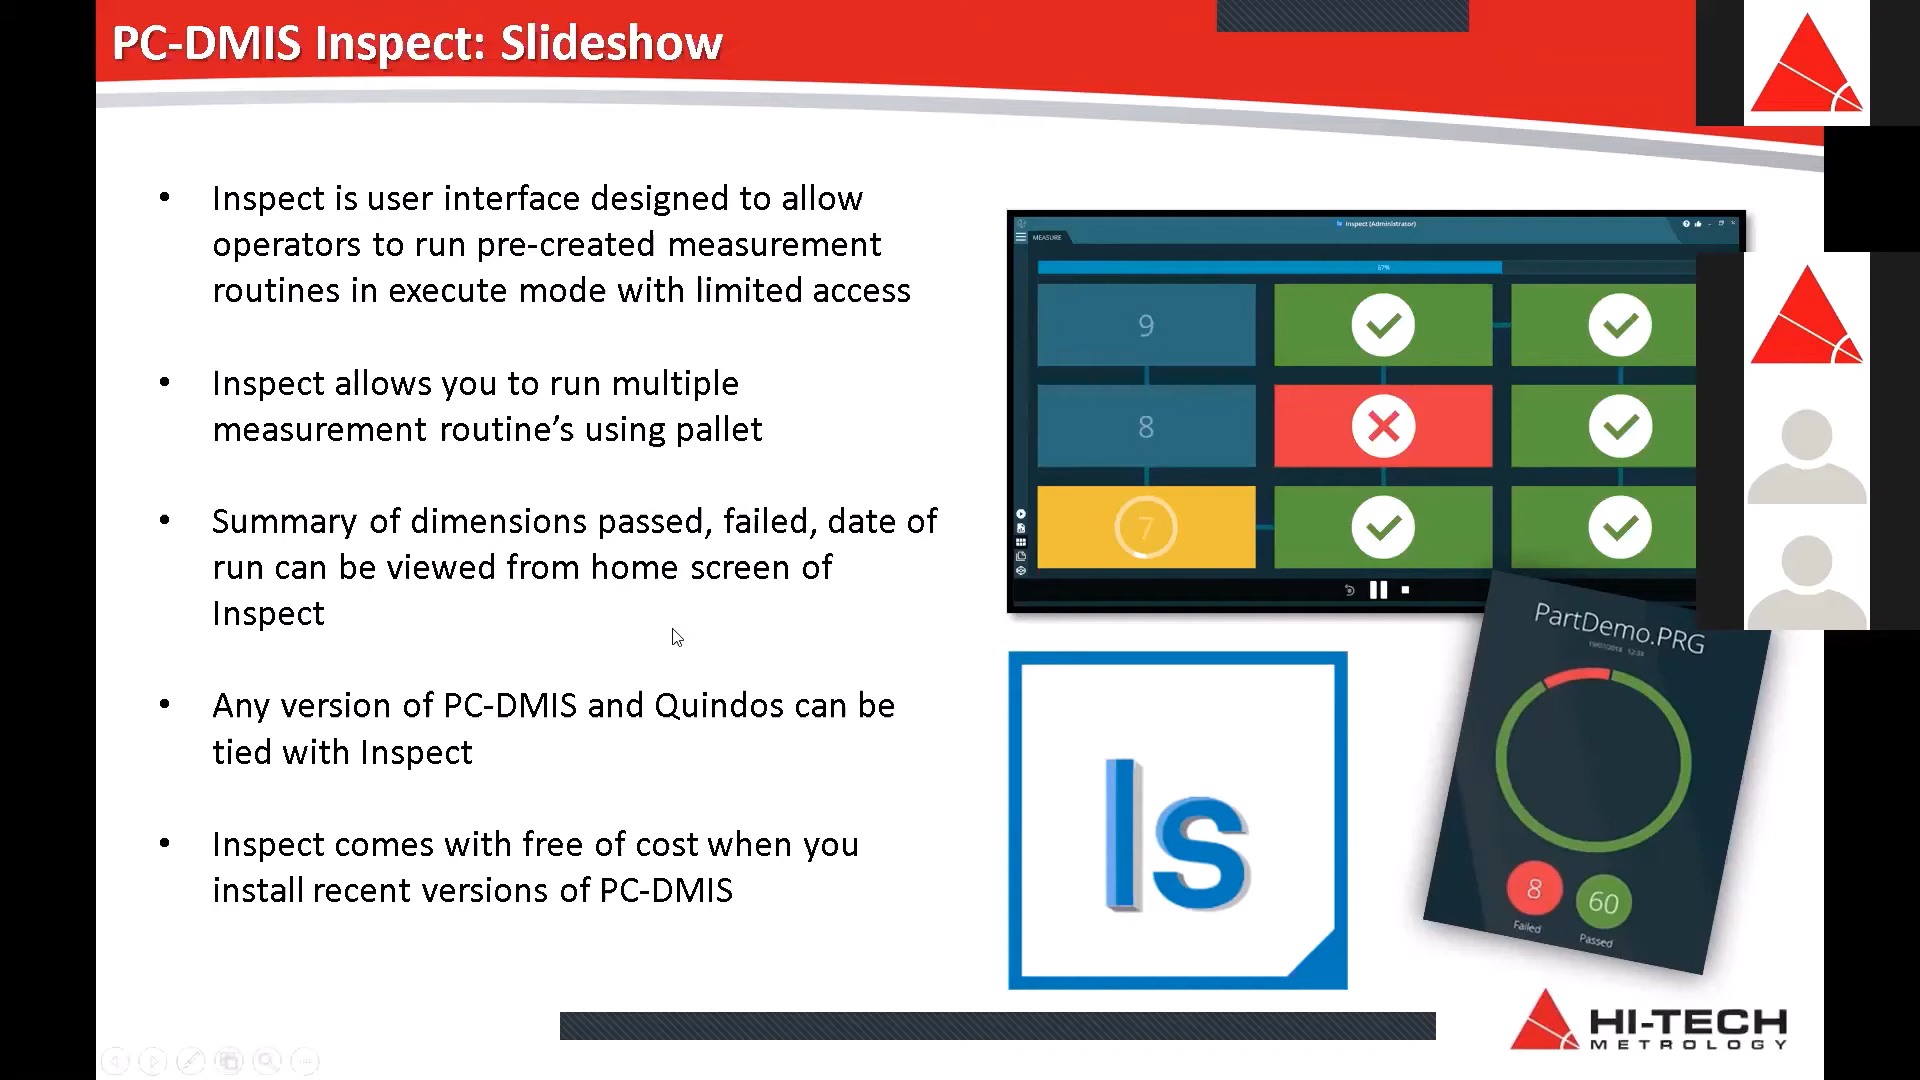 PC-DMIS Inspect: Slideshow
• Inspect is user interface designed to allow
operators to run pre-created measurement
routines in execute mode with limited access
• Inspect allows you to run multiple
measurement routine’s using pallet
• Summary of dimensions passed, failed, date of
run can be viewed from home screen of
Inspect
• Any version of PC-DMIS and Quindos can be
tied with Inspect
• Inspect comes with free of cost when you
install recent versions of PC-DMIS
Inspect (Administrator)
MEASURE
57%
9
8
7
PartDemo.PRG
8
60
Failed
Passed
Is
HI-TECH
METROLOGY